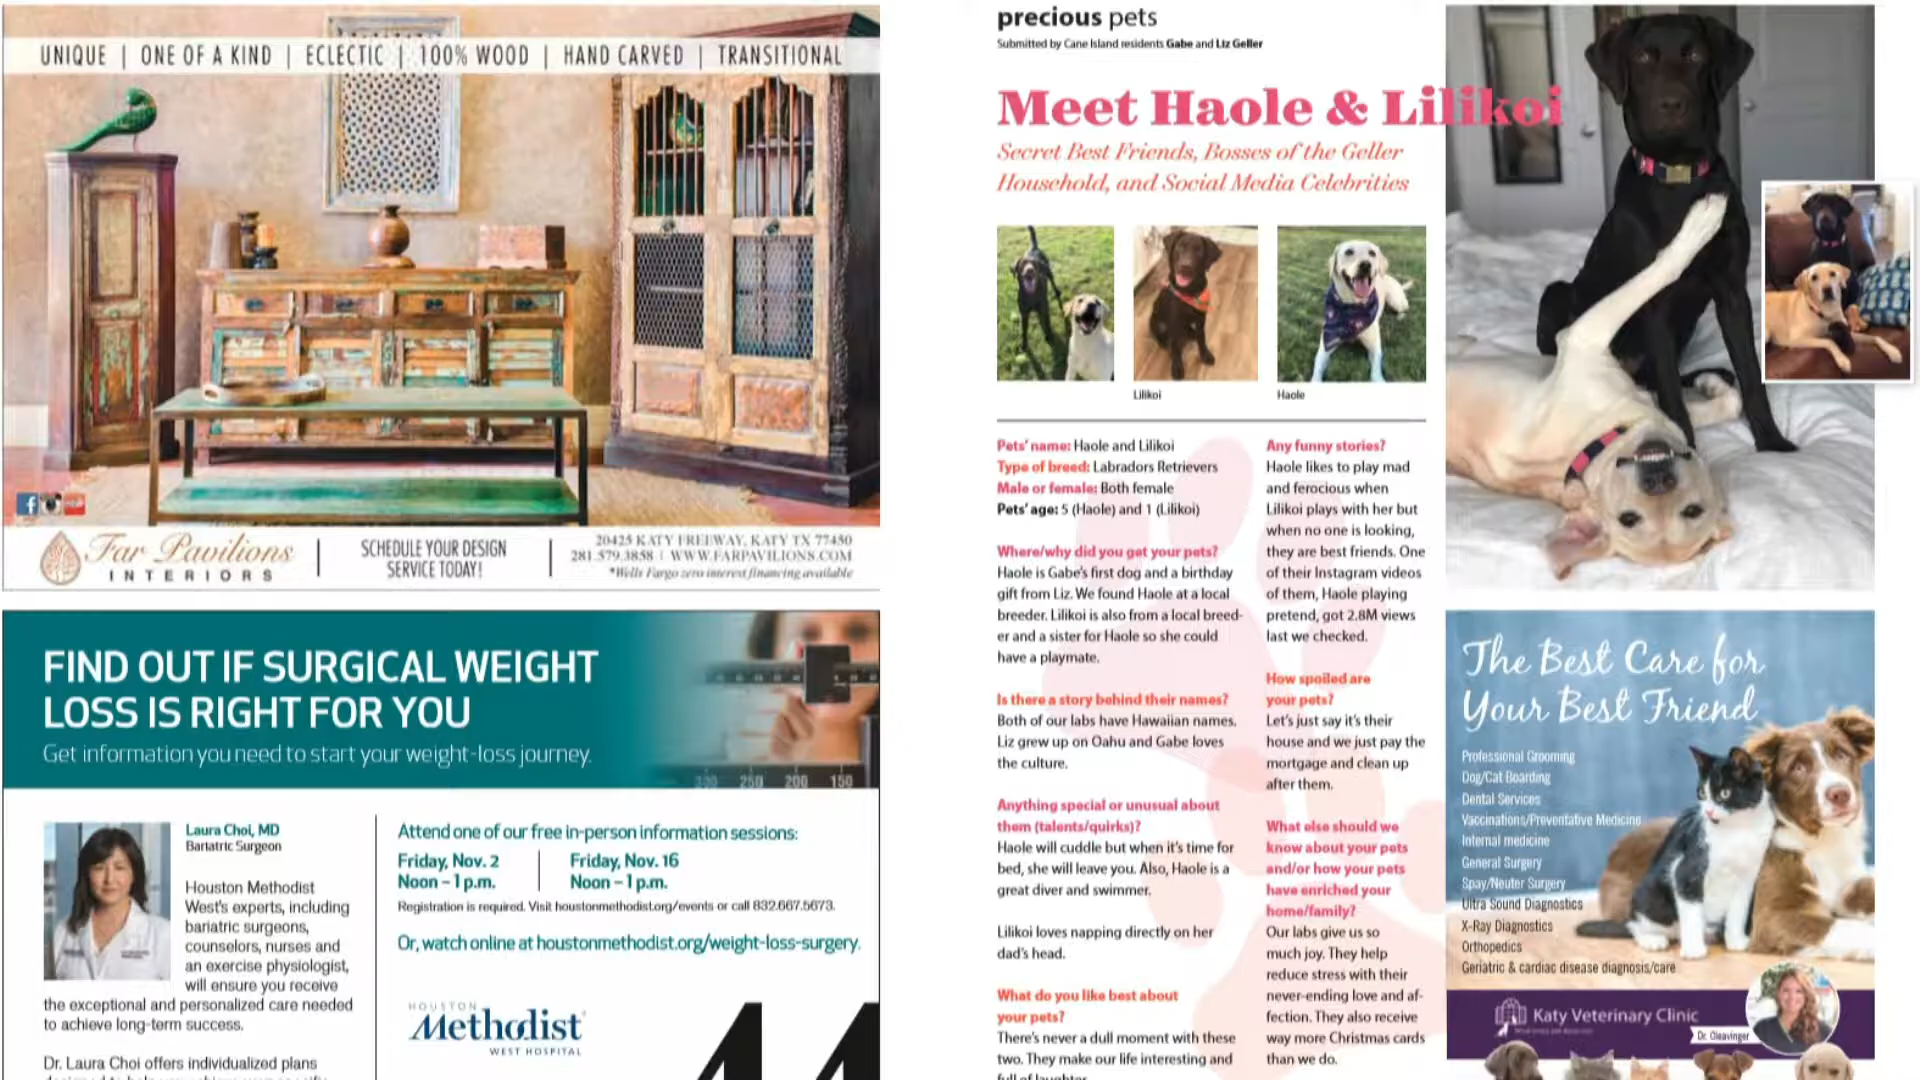 UNIQUE | ONE OF A KIND | ECLECTIC | 100% WOOD | HAND CARVED | TRANSITIONAL
Far Pavilions
INTERIORS
SCHEDULE YOUR DESIGN
SERVICE TODAY!
20425 KATY FREEWAY, KATY TX 77450
281.579.3858 | WWW.FARPAVILIONS.COM
*Wells Fargo zero interest financing available
FIND OUT IF SURGICAL WEIGHT
LOSS IS RIGHT FOR YOU
Get information you need to start your weight-loss journey.
300 250 200 150
Laura Choi, MD
Bariatric Surgeon
Houston Methodist
West's experts, including
bariatric surgeons,
counselors, nurses and
an exercise physiologist,
will ensure you receive
the exceptional and personalized care needed
to achieve long-term success.
Dr. Laura Choi offers individualized plans
Attend one of our free in-person information sessions:
Friday, Nov. 2
Noon – 1 p.m.
Friday, Nov. 16
Noon – 1 p.m.
Registration is required. Visit houstonmethodist.org/events or call 832.667.5673.
Or, watch online at houstonmethodist.org/weight-loss-surgery.
HOUSTON
Methodist
WEST HOSPITAL
precious pets
Submitted by Cane Island residents Gabe and Liz Geller
Meet Haole & Lilikoi
Secret Best Friends, Bosses of the Geller
Household, and Social Media Celebrities
Lilikoi
Haole
Pets' name: Haole and Lilikoi
Type of breed: Labradors Retrievers
Male or female: Both female
Pets' age: 5 (Haole) and 1 (Lilikoi)
Where/why did you get your pets?
Haole is Gabe's first dog and a birthday
gift from Liz. We found Haole at a local
breeder. Lilikoi is also from a local breed-
er and a sister for Haole so she could
have a playmate.
Is there a story behind their names?
Both of our labs have Hawaiian names.
Liz grew up on Oahu and Gabe loves
the culture.
Anything special or unusual about
them (talents/quirks)?
Haole will cuddle but when it's time for
bed, she will leave you. Also, Haole is a
great diver and swimmer.
Lilikoi loves napping directly on her
dad's head.
What do you like best about
your pets?
There's never a dull moment with these
two. They make our life interesting and
full of laughter.
Any funny stories?
Haole likes to play mad
and ferocious when
Lilikoi plays with her but
when no one is looking,
they are best friends. One
of their Instagram videos
of them, Haole playing
pretend, got 2.8M views
last we checked.
How spoiled are
your pets?
Let's just say it's their
house and we just pay the
mortgage and clean up
after them.
What else should we
know about your pets
and/or how your pets
have enriched your
home/family?
Our labs give us so
much joy. They help
reduce stress with their
never-ending love and af-
fection. They also receive
way more Christmas cards
than we do.
The Best Care for
Your Best Friend
Professional Grooming
Dog/Cat Boarding
Dental Services
Vaccinations/Preventative Medicine
Internal medicine
General Surgery
Spay/Neuter Surgery
Ultra Sound Diagnostics
X-Ray Diagnostics
Orthopedics
Geriatric & cardiac disease diagnosis/care
Katy Veterinary Clinic
Dr. Cleavinger